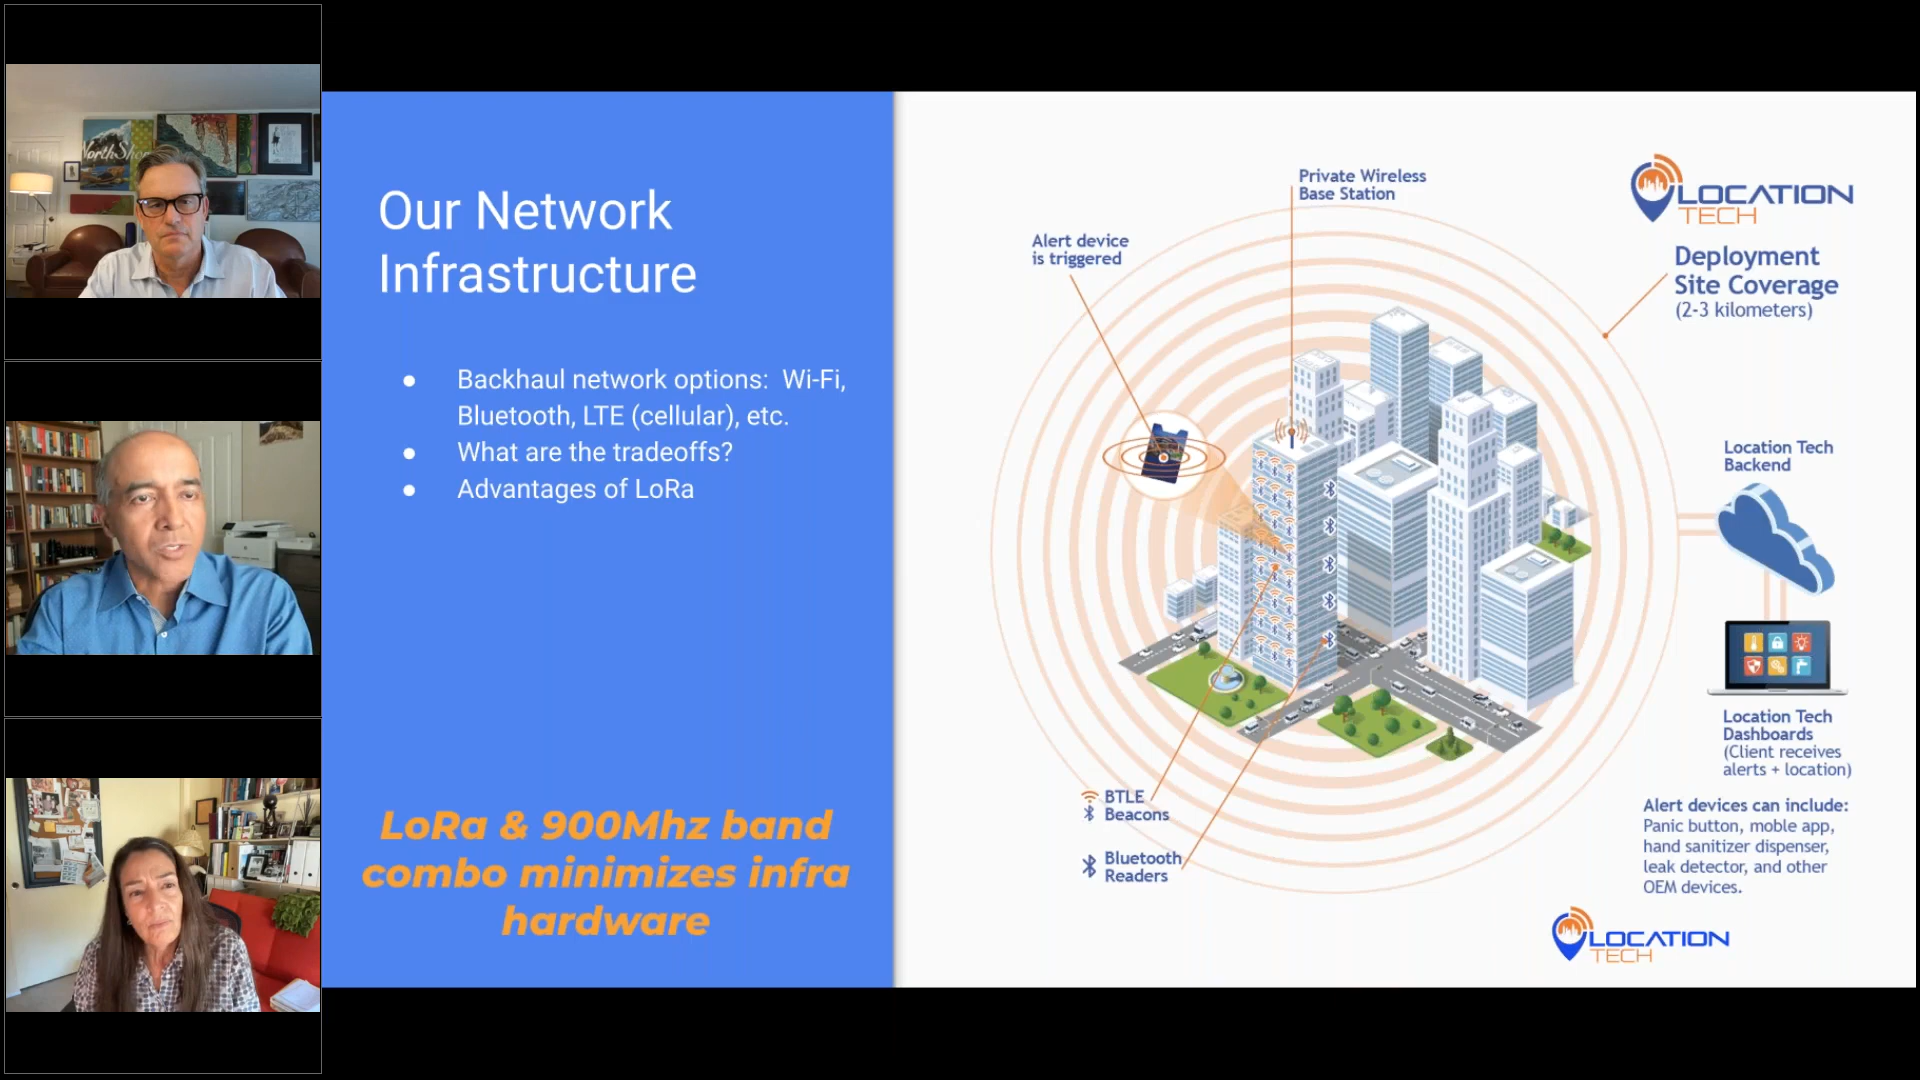 NorthSho
Our Network
Infrastructure
● Backhaul network options:  Wi-Fi,
Bluetooth, LTE (cellular), etc.
● What are the tradeoffs?
● Advantages of LoRa
LoRa & 900Mhz band
combo minimizes infra
hardware
Private Wireless
Base Station
Alert device
is triggered
LOCATION
TECH
Deployment
Site Coverage
(2-3 kilometers)
Location Tech
Backend
Location Tech
Dashboards
(Client receives
alerts + location)
BTLE
Beacons
Bluetooth
Readers
Alert devices can include:
Panic button, moble app,
hand sanitizer dispenser,
leak detector, and other
OEM devices.
LOCATION
TECH